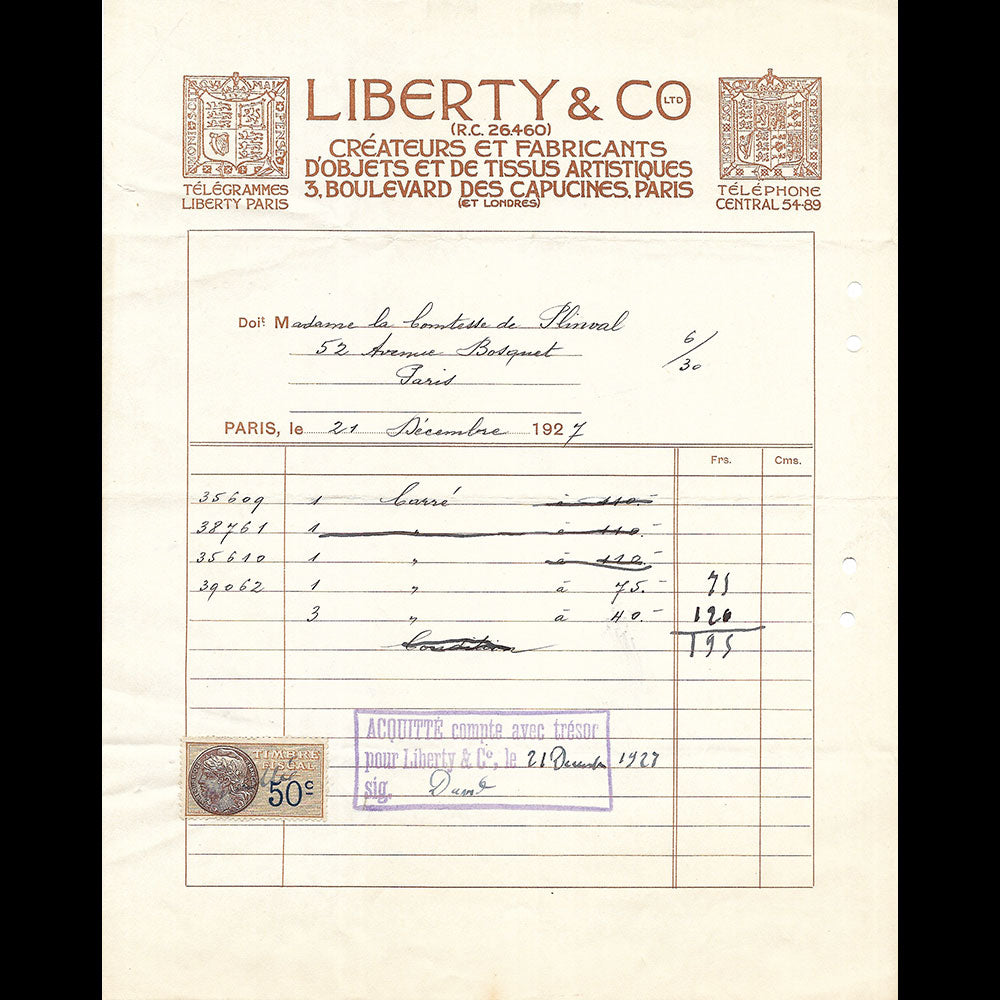 LIBERTY & CO LTD
(R.C. 26.460)
CRÉATEURS ET FABRICANTS
D'OBJETS ET DE TISSUS ARTISTIQUES
3, BOULEVARD DES CAPUCINES, PARIS
(ET LONDRES)
TÉLÉGRAMMES
LIBERTY PARIS
TÉLÉPHONE
CENTRAL 54-89
Doit Madame la Comtesse de Plinval
52 Avenue Bosquet
Paris
6/30
PARIS, le 21 Décembre 1927
Frs. Cms.
35609 1 Carré à 110.-
38761 1 " à 110.-
35610 1 " à 110.-
39062 1 " à 75.- 75
3 " à 40.- 120
Condition 195
ACQUITTÉ compte avec trésor
pour Liberty & Co, le 21 Décembre 1927
sig.
TIMBRE
FISCAL
50c